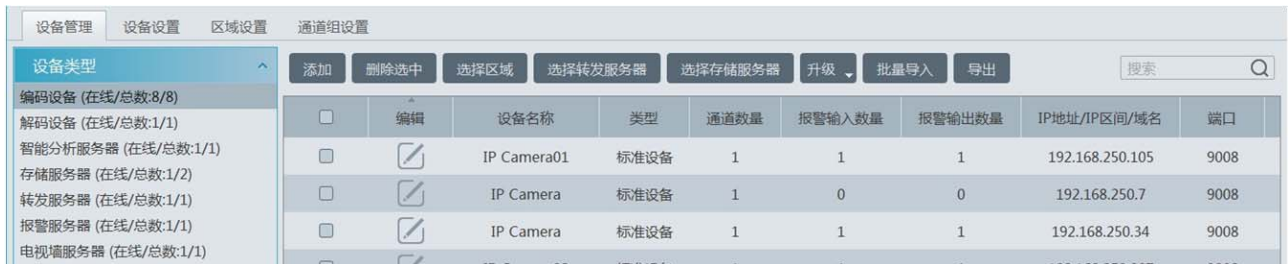 设备管理 设备设置 区域设置 通道组设置
设备类型
编码设备 (在线/总数:8/8)
解码设备 (在线/总数:1/1)
智能分析服务器 (在线/总数:1/1)
存储服务器 (在线/总数:1/2)
转发服务器 (在线/总数:1/1)
报警服务器 (在线/总数:1/1)
电视墙服务器 (在线/总数:1/1)
添加 删除选中 选择区域 选择转发服务器 选择存储服务器 升级 批量导入 导出 搜索
编辑 设备名称 类型 通道数量 报警输入数量 报警输出数量 IP地址/IP区间/域名 端口
IP Camera01 标准设备 1 1 1 192.168.250.105 9008
IP Camera 标准设备 1 0 0 192.168.250.7 9008
IP Camera 标准设备 1 1 1 192.168.250.34 9008